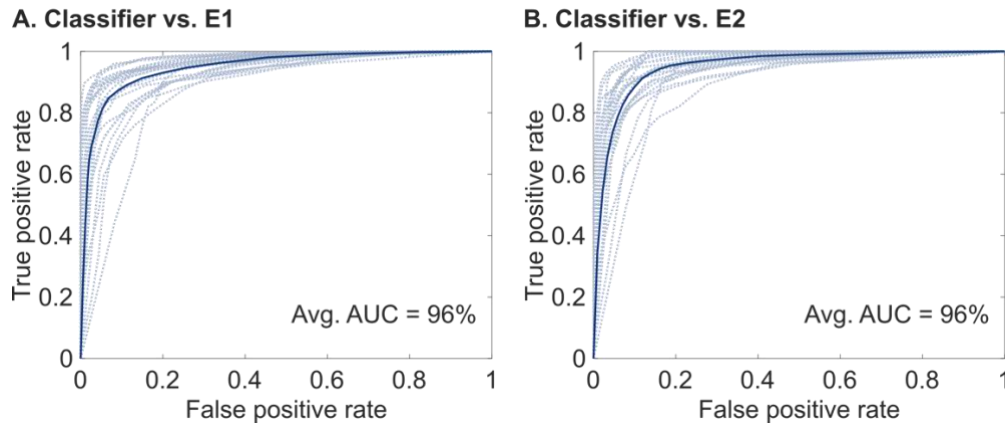 A. Classifier vs. E1
1
0.8
0.6
0.4
0.2
0
True positive rate
Avg. AUC = 96%
0 0.2 0.4 0.6 0.8 1
False positive rate
B. Classifier vs. E2
1
0.8
0.6
0.4
0.2
0
True positive rate
Avg. AUC = 96%
0 0.2 0.4 0.6 0.8 1
False positive rate